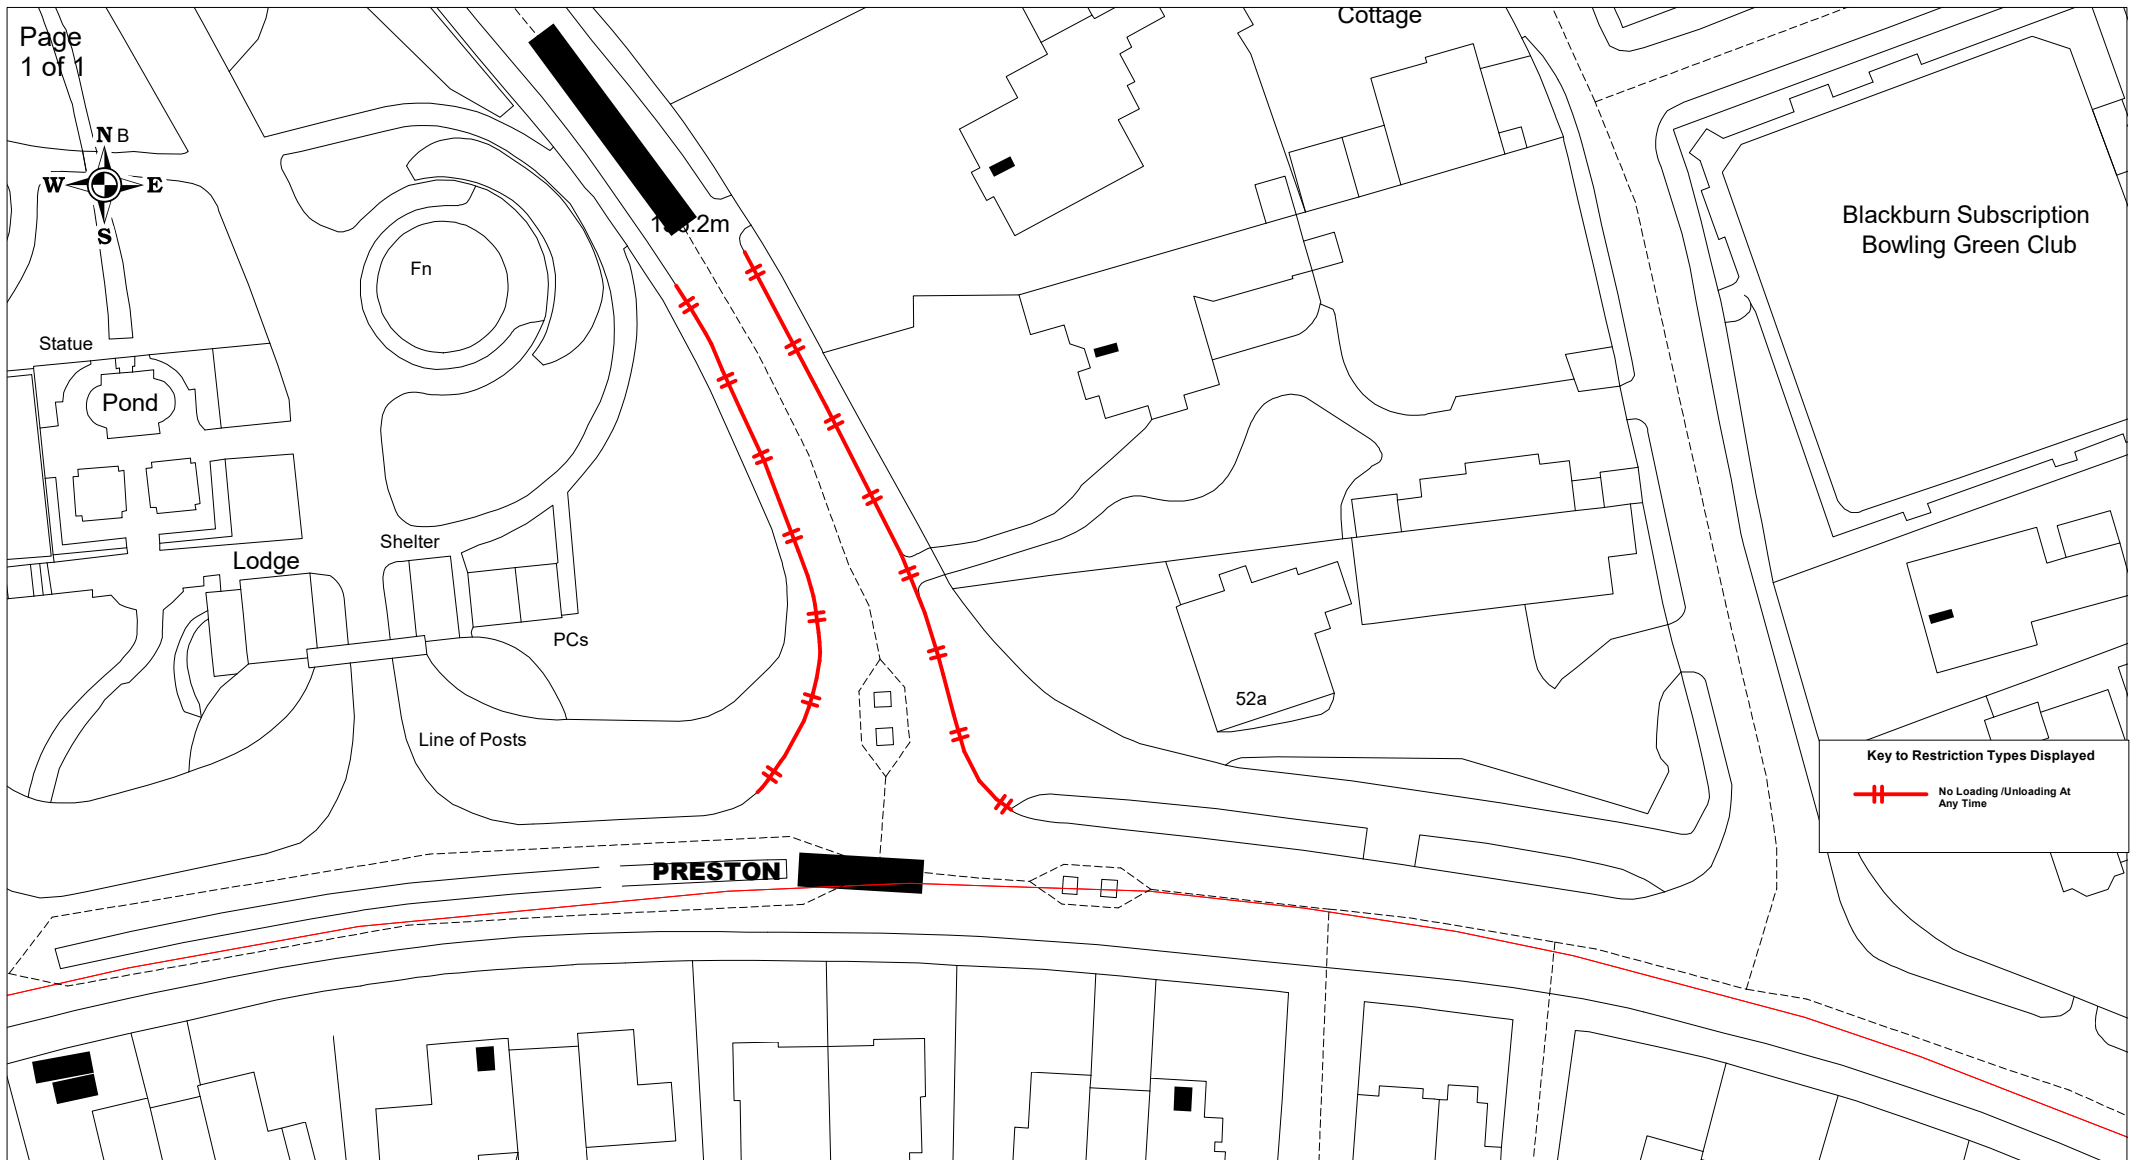 Page
1 of 1
Cottage
N B
W E
S
Blackburn Subscription
Bowling Green Club
Fn
Statue
Pond
Shelter
Lodge
PCs
52a
Line of Posts
Key to Restriction Types Displayed
No Loading /Unloading At
Any Time
PRESTON